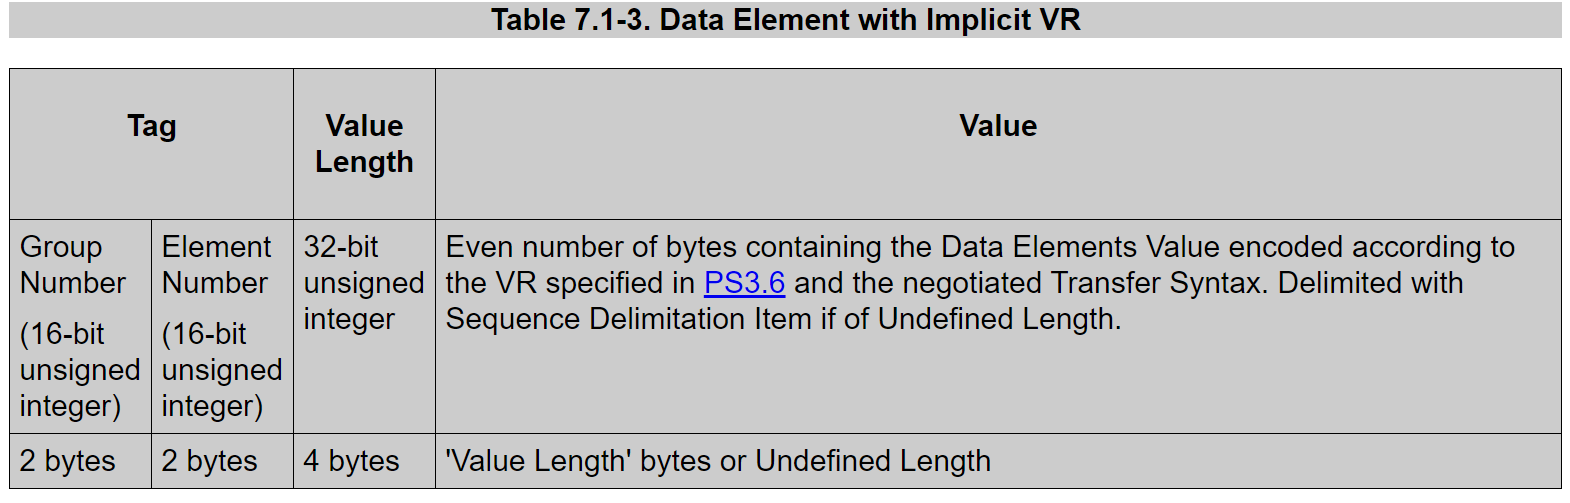 Table 7.1-3. Data Element with Implicit VR
Tag
Value
Length
Value
Group
Number
(16-bit
unsigned
integer)
Element
Number
(16-bit
unsigned
integer)
32-bit
unsigned
integer
Even number of bytes containing the Data Elements Value encoded according to
the VR specified in PS3.6 and the negotiated Transfer Syntax. Delimited with
Sequence Delimitation Item if of Undefined Length.
2 bytes
2 bytes
4 bytes
'Value Length' bytes or Undefined Length